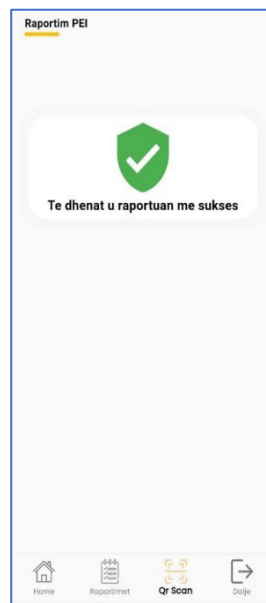 Raportim PEI
Te dhenat u raportuan me sukses
Home Raportimet Qr Scan Dalje